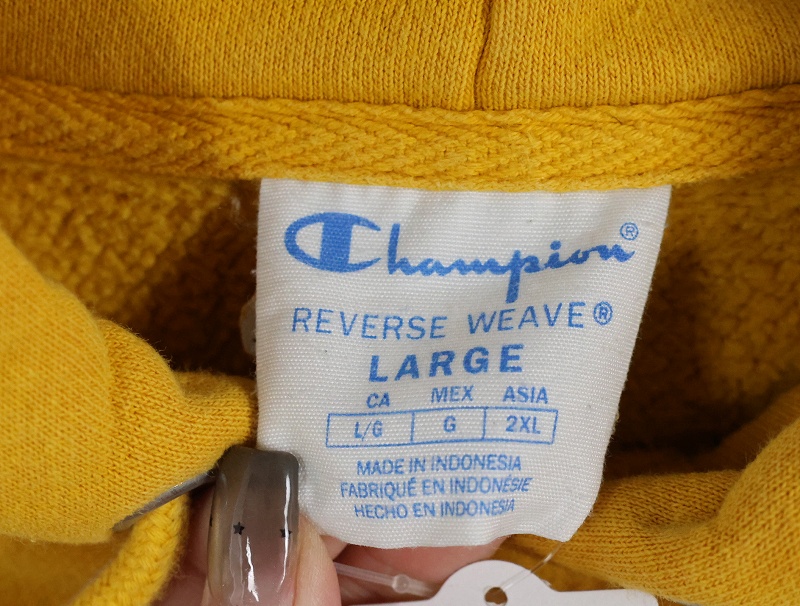 Champion®
REVERSE WEAVE®
LARGE
CA MEX ASIA
L/G G 2XL
MADE IN INDONESIA
FABRIQUÉ EN INDONÉSIE
HECHO EN INDONESIA